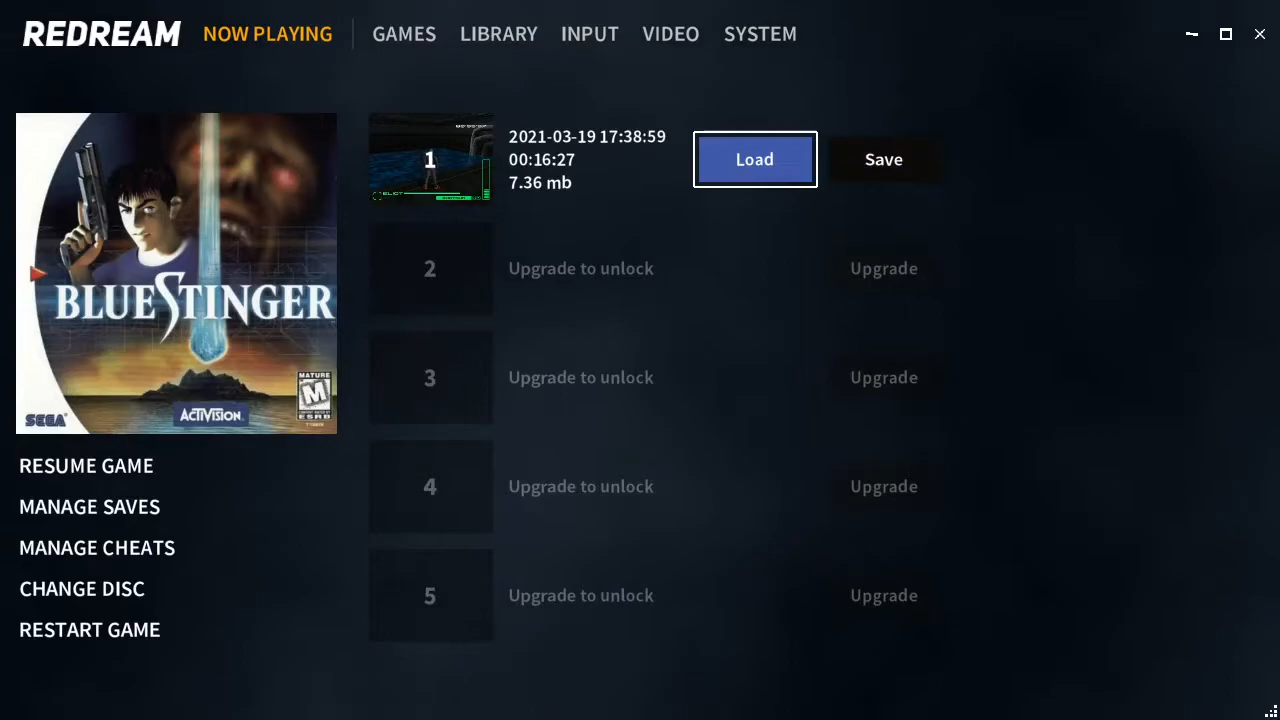 REDREAM NOW PLAYING GAMES LIBRARY INPUT VIDEO SYSTEM
BLUE STINGER
MATURE
M
ESRB
SEGA
ACTIVISION
RESUME GAME
MANAGE SAVES
MANAGE CHEATS
CHANGE DISC
RESTART GAME
1
2021-03-19 17:38:59
00:16:27
7.36 mb
Load
Save
2 Upgrade to unlock Upgrade
3 Upgrade to unlock Upgrade
4 Upgrade to unlock Upgrade
5 Upgrade to unlock Upgrade